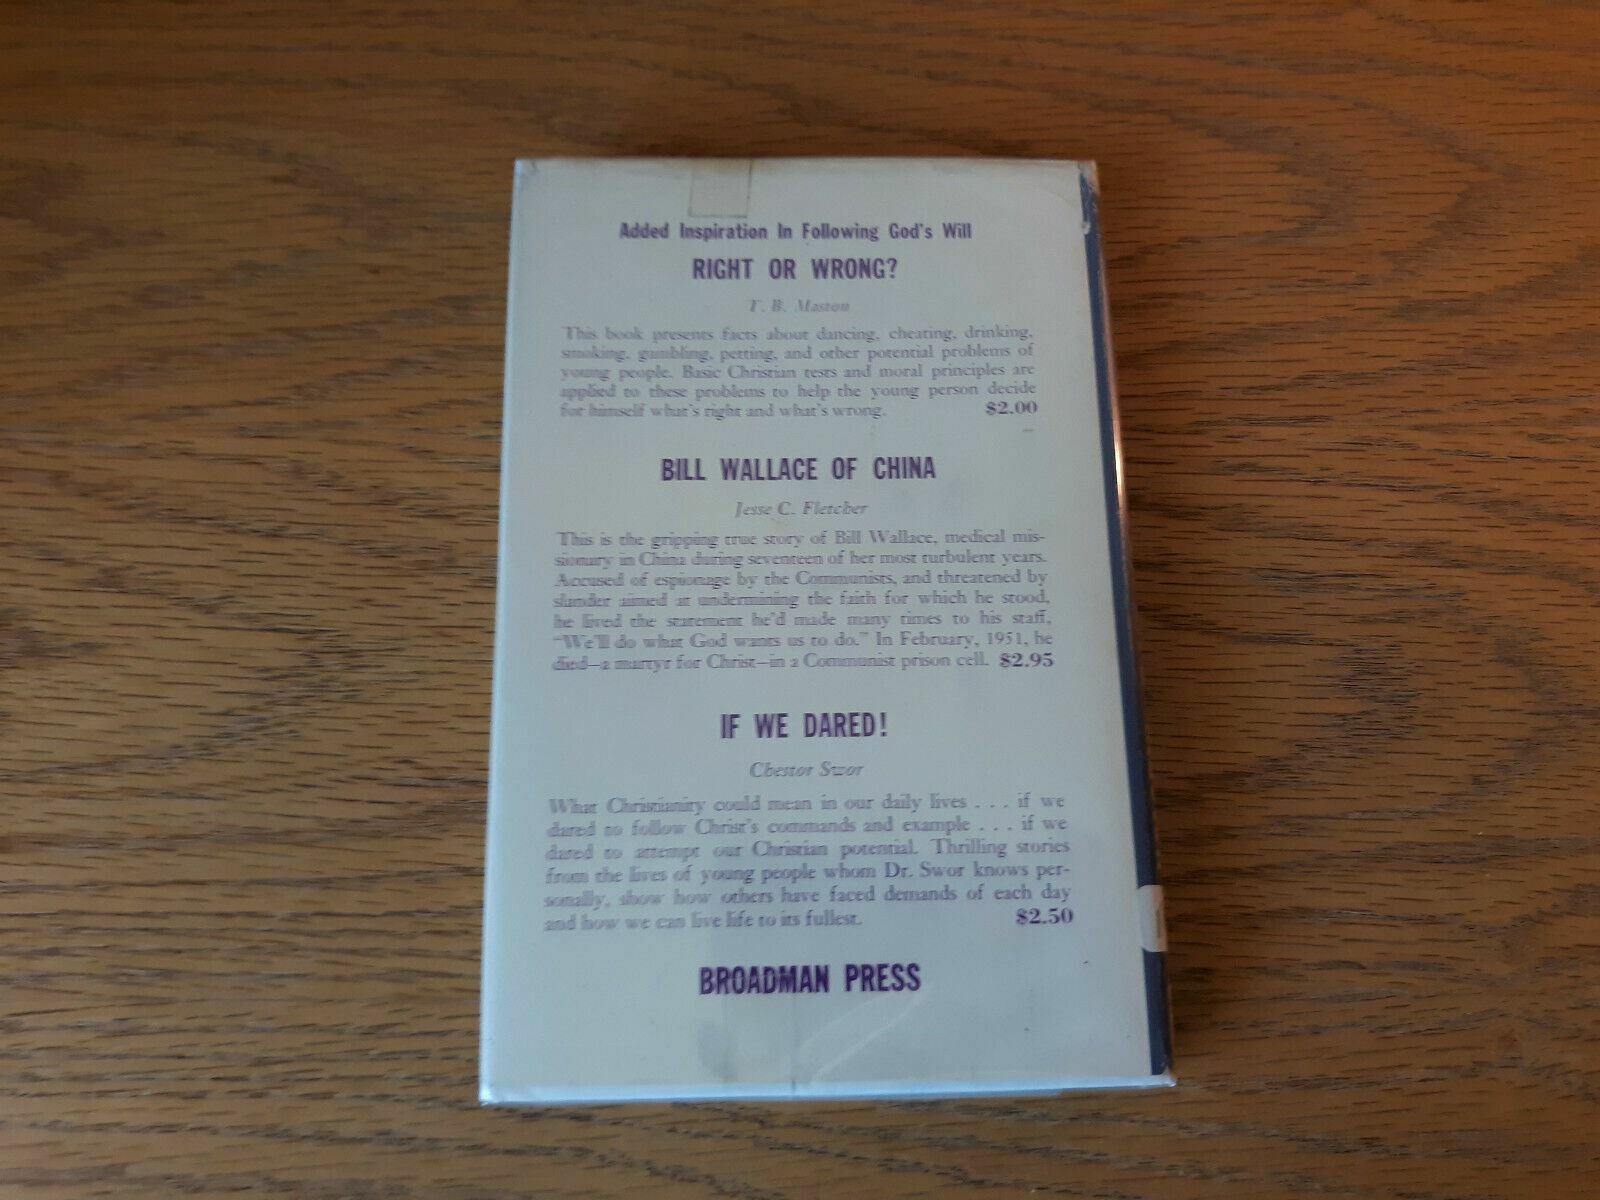 Added Inspiration In Following God's Will
RIGHT OR WRONG?
T. B. Maston
This book presents facts about dancing, cheating, drinking,
smoking, gambling, petting, and other potential problems of
young people. Basic Christian tests and moral principles are
applied to these problems to help the young person decide
for himself what's right and what's wrong. $2.00
BILL WALLACE OF CHINA
Jesse C. Fletcher
This is the gripping true story of Bill Wallace, medical mis-
sionary in China during seventeen of her most turbulent years.
Accused of espionage by the Communists, and threatened by
slander aimed at undermining the faith for which he stood,
he lived the statement he'd made many times to his staff,
"We'll do what God wants us to do." In February, 1951, he
died—a martyr for Christ—in a Communist prison cell. $2.95
IF WE DARED!
Chester Swor
What Christianity could mean in our daily lives . . . if we
dared to follow Christ's commands and example . . . if we
dared to attempt our Christian potential. Thrilling stories
from the lives of young people whom Dr. Swor knows per-
sonally, show how others have faced demands of each day
and how we can live life to its fullest. $2.50
BROADMAN PRESS